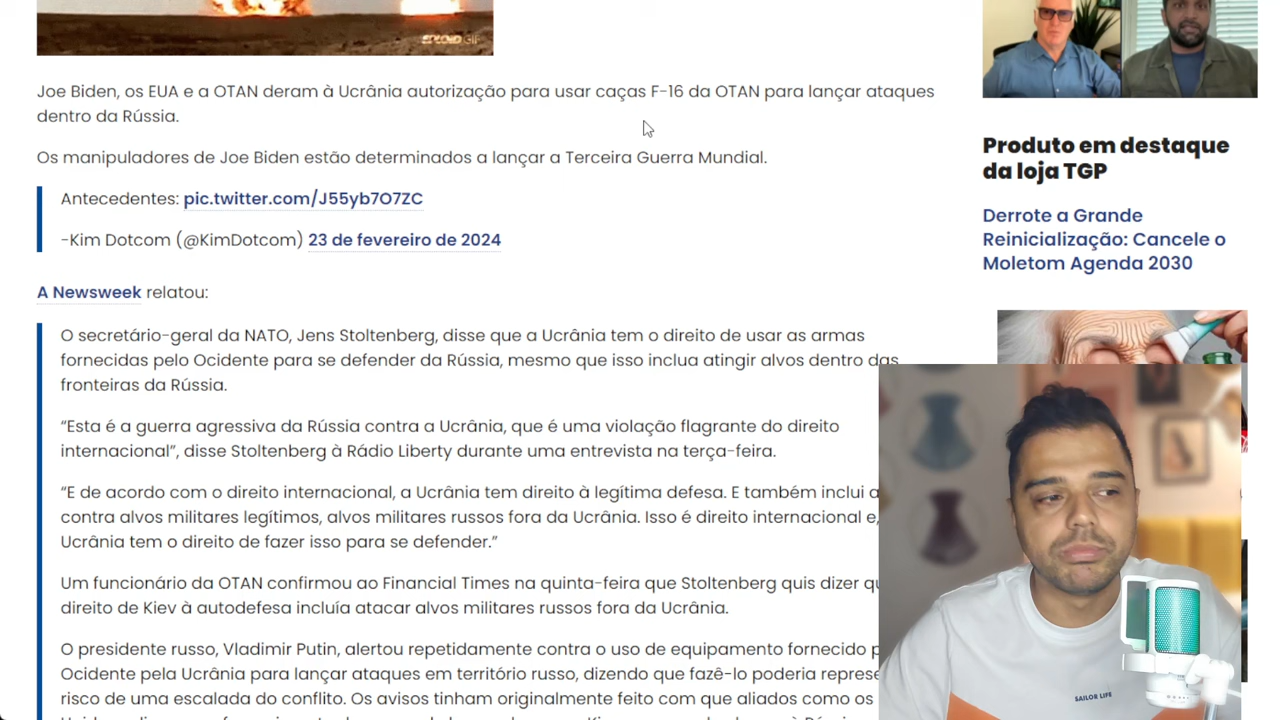 Joe Biden, os EUA e a OTAN deram à Ucrânia autorização para usar caças F-16 da OTAN para lançar ataques
dentro da Rússia.
Os manipuladores de Joe Biden estão determinados a lançar a Terceira Guerra Mundial.
Antecedentes: pic.twitter.com/J55yb7O7ZC
-Kim Dotcom (@KimDotcom) 23 de fevereiro de 2024
A Newsweek relatou:
O secretário-geral da NATO, Jens Stoltenberg, disse que a Ucrânia tem o direito de usar as armas
fornecidas pelo Ocidente para se defender da Rússia, mesmo que isso inclua atingir alvos dentro das
fronteiras da Rússia.
“Esta é a guerra agressiva da Rússia contra a Ucrânia, que é uma violação flagrante do direito
internacional”, disse Stoltenberg à Rádio Liberty durante uma entrevista na terça-feira.
“E de acordo com o direito internacional, a Ucrânia tem direito à legítima defesa. E também inclui
contra alvos militares legítimos, alvos militares russos fora da Ucrânia. Isso é direito internacional e,
Ucrânia tem o direito de fazer isso para se defender.”
Um funcionário da OTAN confirmou ao Financial Times na quinta-feira que Stoltenberg quis dizer
direito de Kiev à autodefesa incluía atacar alvos militares russos fora da Ucrânia.
O presidente russo, Vladimir Putin, alertou repetidamente contra o uso de equipamento fornecido
Ocidente pela Ucrânia para lançar ataques em território russo, dizendo que fazê-lo poderia
risco de uma escalada do conflito. Os avisos tinham originalmente feito com que aliados como os
Produto em destaque
da loja TGP
Derrote a Grande
Reinicialização: Cancele o
Moletom Agenda 2030
SAILOR LIFE